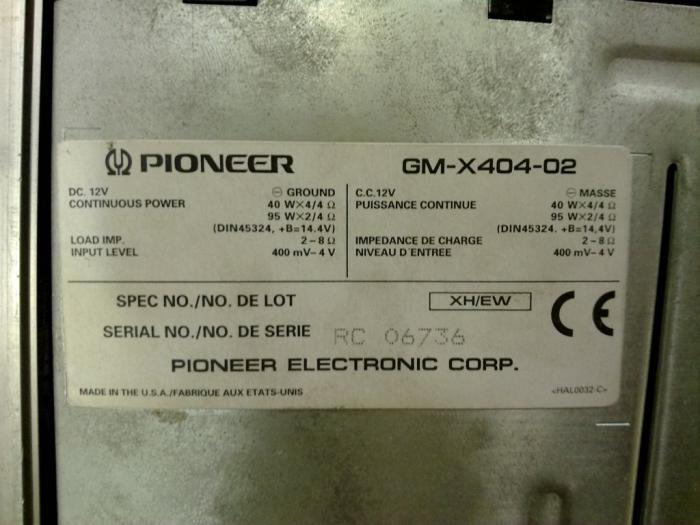 PIONEER GM-X404-02
DC. 12V ⊖ GROUND
CONTINUOUS POWER 40 W×4/4 Ω
95 W×2/4 Ω
(DIN45324, +B=14.4V)
LOAD IMP. 2–8Ω
INPUT LEVEL 400 mV–4 V
C.C.12V ⊖ MASSE
PUISSANCE CONTINUE 40 W×4/4 Ω
95 W×2/4 Ω
(DIN45324, +B=14,4V)
IMPEDANCE DE CHARGE 2–8Ω
NIVEAU D'ENTREE 400 mV–4 V
SPEC NO./NO. DE LOT XH/EW
SERIAL NO./NO. DE SERIE RC 06736
CE
PIONEER ELECTRONIC CORP.
MADE IN THE U.S.A./FABRIQUE AUX ETATS-UNIS <HAL0032-C>